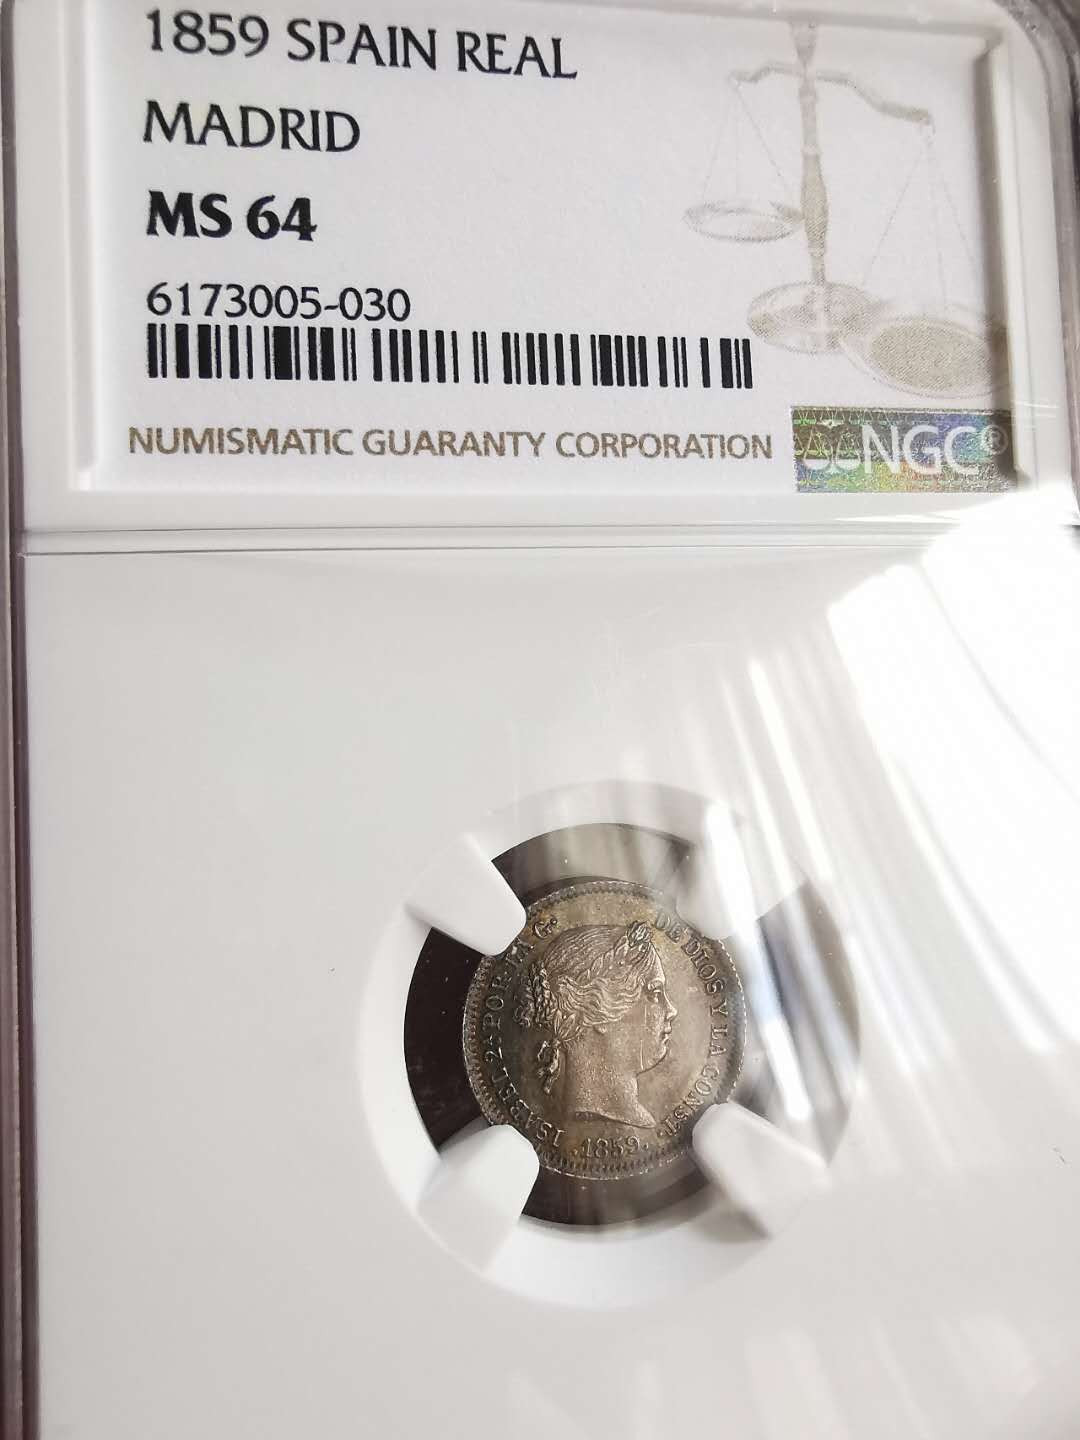 1859 SPAIN REAL
MADRID
MS 64
6173005-030
NUMISMATIC GUARANTY CORPORATION
NGC®
ISABEL 2ª POR LA G. DE DIOS Y LA CONST.
.1859.